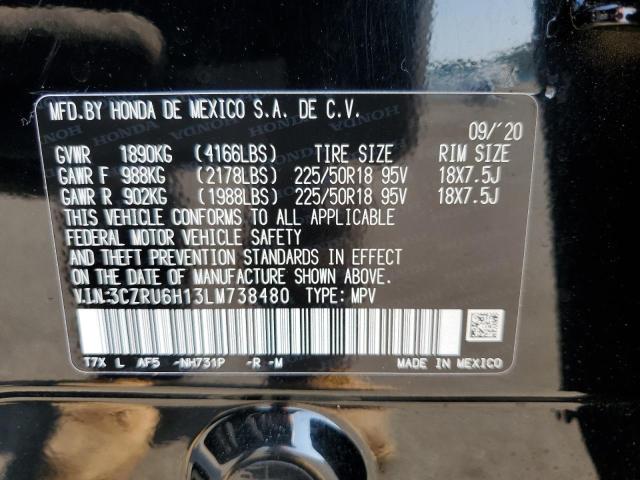 MFD.BY HONDA DE MEXICO S.A. DE C.V.
09/´20
GVWR 1890KG (4166LBS) TIRE SIZE RIM SIZE
GAWR F 988KG (2178LBS) 225/50R18 95V 18X7.5J
GAWR R 902KG (1988LBS) 225/50R18 95V 18X7.5J
THIS VEHICLE CONFORMS TO ALL APPLICABLE
FEDERAL MOTOR VEHICLE SAFETY
AND THEFT PREVENTION STANDARDS IN EFFECT
ON THE DATE OF MANUFACTURE SHOWN ABOVE.
V.I.N.:3CZRU6H13LM738480 TYPE: MPV
T7X L AF5 -NH731P -R -M MADE IN MEXICO